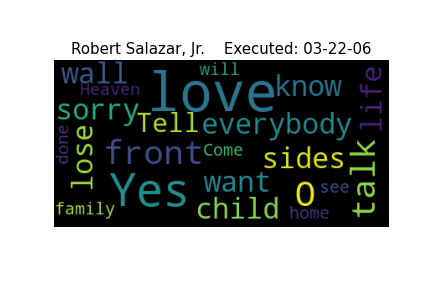 Robert Salazar, Jr. Executed: 03-22-06
wall
will
Heaven
love
know
life
sorry
Tell
everybody
done
lose
front
Come
sides
talk
Yes
want
O
see
family
child
home